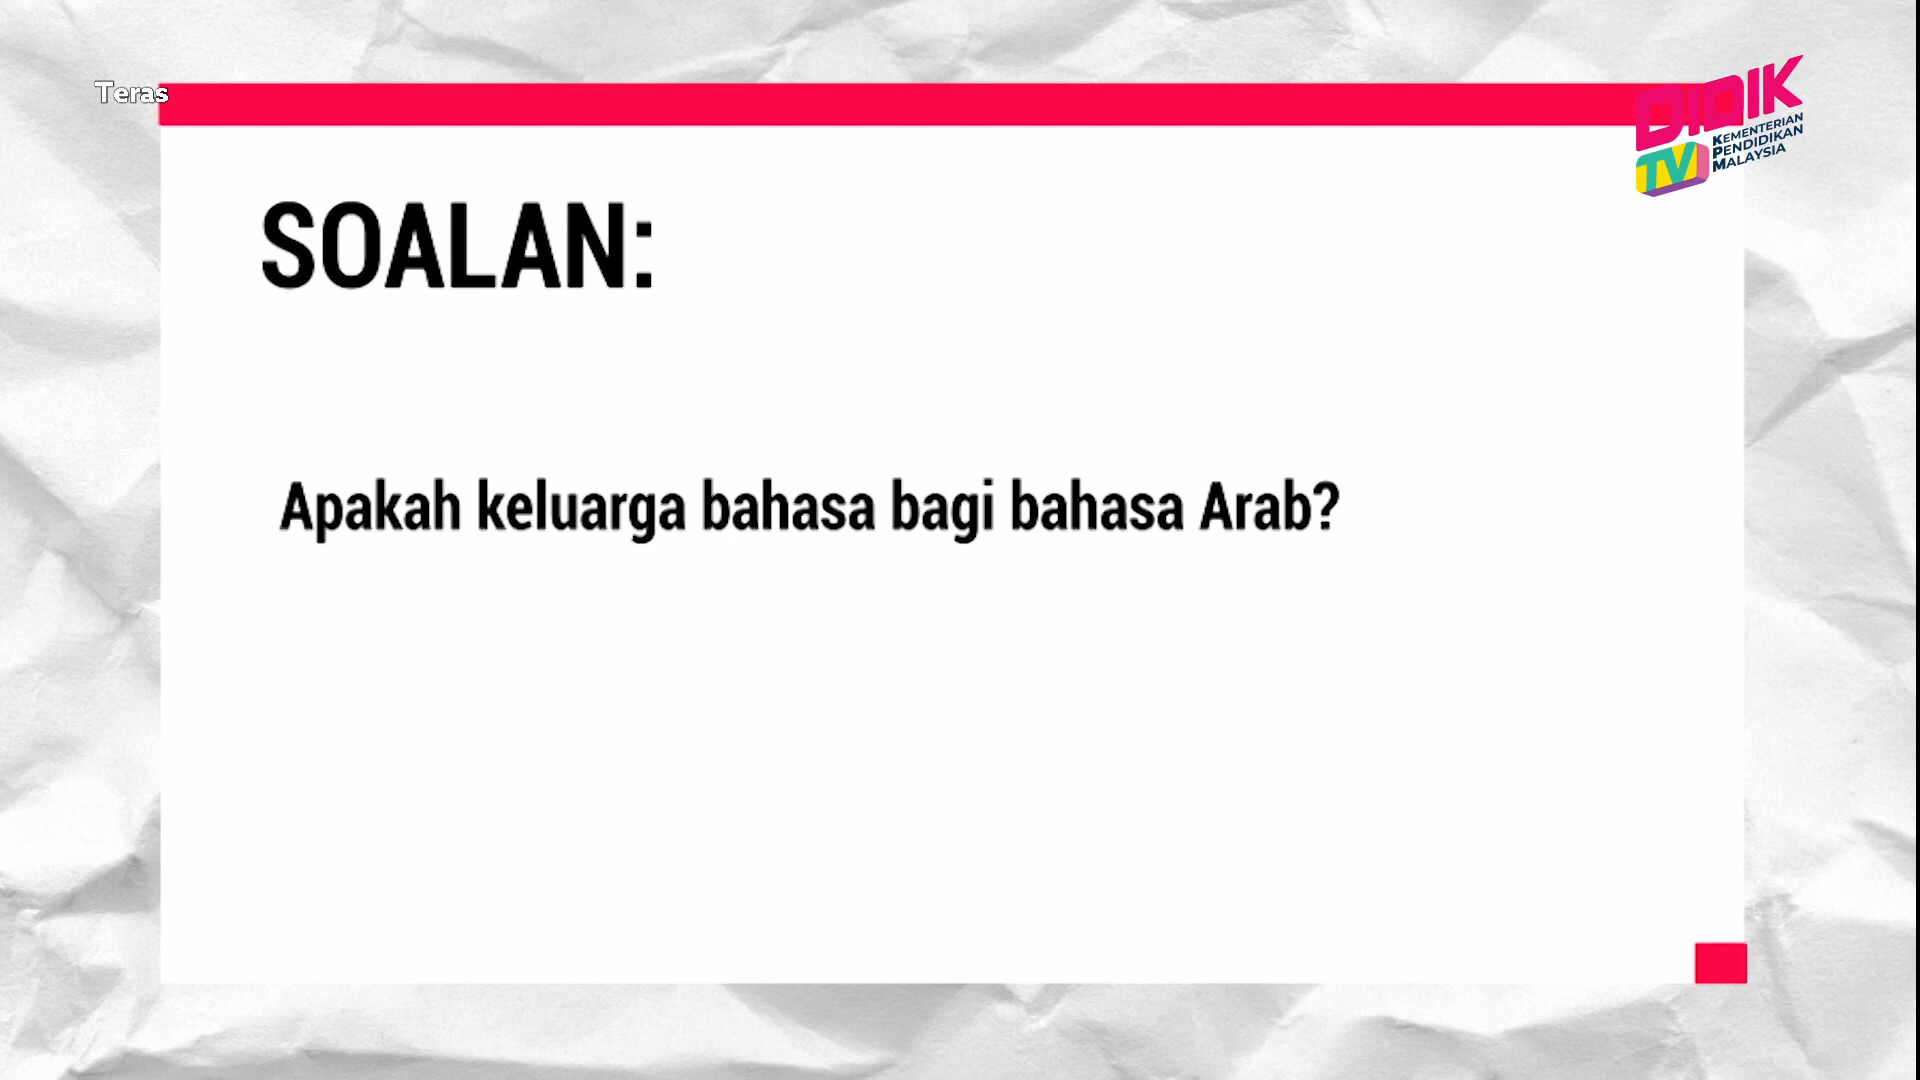 Teras
DIDIK
TV
KEMENTERIAN
PENDIDIKAN
MALAYSIA
SOALAN:
Apakah keluarga bahasa bagi bahasa Arab?